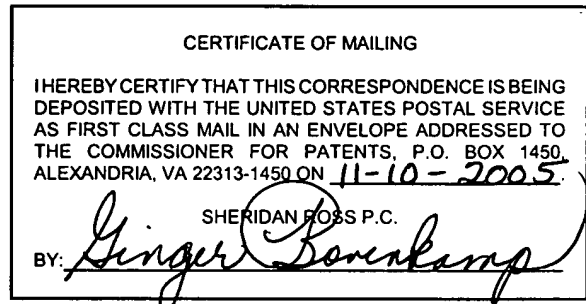 CERTIFICATE OF MAILING
I HEREBY CERTIFY THAT THIS CORRESPONDENCE IS BEING
DEPOSITED WITH THE UNITED STATES POSTAL SERVICE
AS FIRST CLASS MAIL IN AN ENVELOPE ADDRESSED TO
THE COMMISSIONER FOR PATENTS, P.O. BOX 1450,
ALEXANDRIA, VA 22313-1450 ON 11-10-2005.
SHERIDAN ROSS P.C.
BY: Ginger Bovenkamp